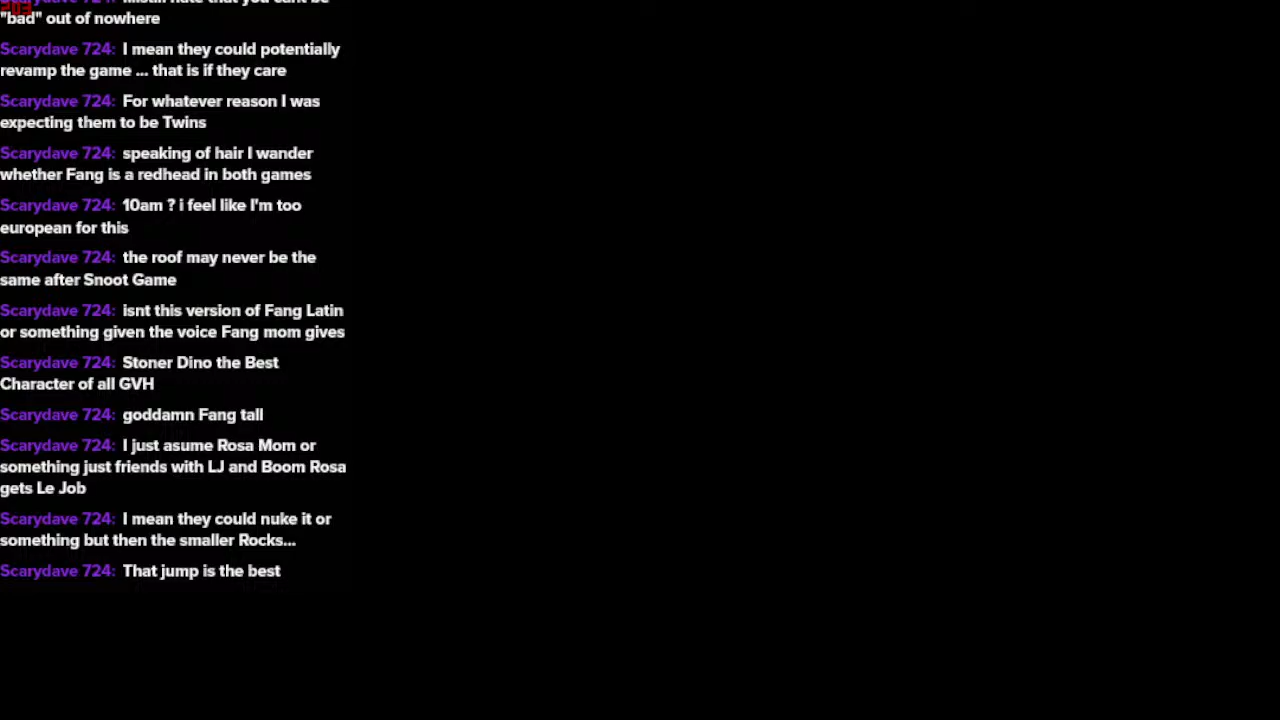 "bad" out of nowhere
Scarydave 724: I mean they could potentially
revamp the game ... that is if they care
Scarydave 724: For whatever reason I was
expecting them to be Twins
Scarydave 724: speaking of hair I wander
whether Fang is a redhead in both games
Scarydave 724: 10am ? i feel like I'm too
european for this
Scarydave 724: the roof may never be the
same after Snoot Game
Scarydave 724: isnt this version of Fang Latin
or something given the voice Fang mom gives
Scarydave 724: Stoner Dino the Best
Character of all GVH
Scarydave 724: goddamn Fang tall
Scarydave 724: I just asume Rosa Mom or
something just friends with LJ and Boom Rosa
gets Le Job
Scarydave 724: I mean they could nuke it or
something but then the smaller Rocks...
Scarydave 724: That jump is the best